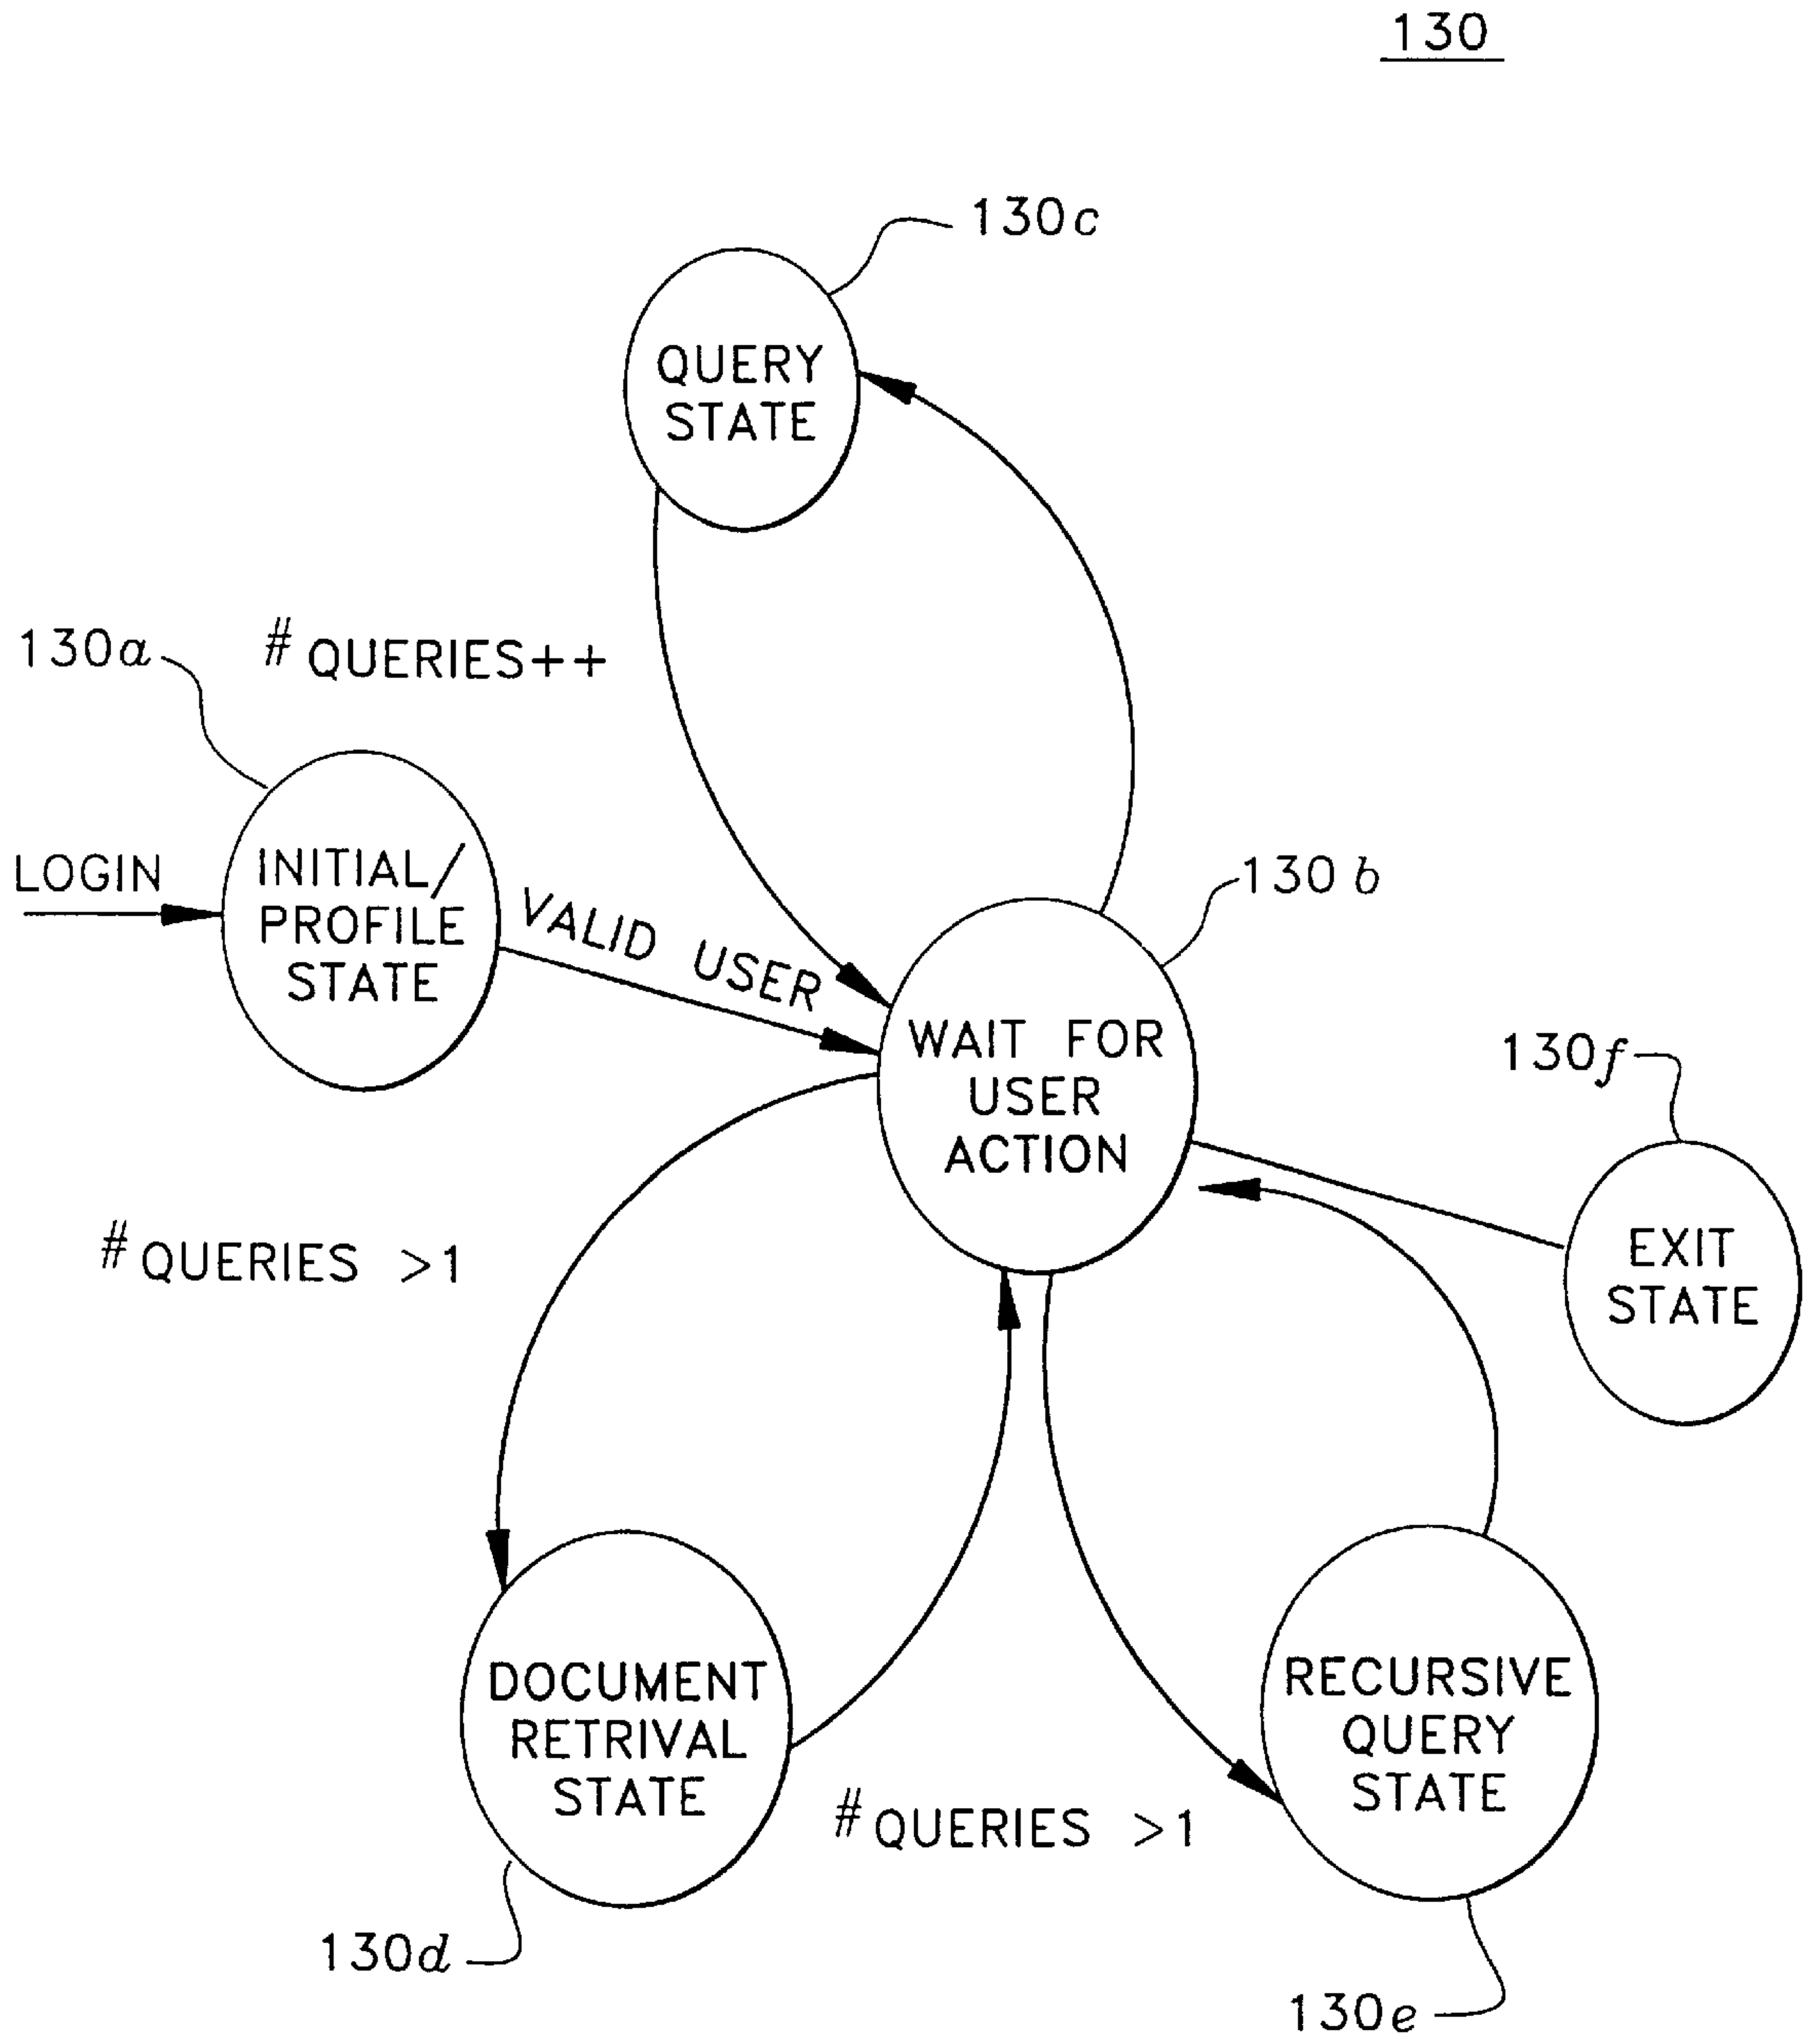 130
130c
QUERY
STATE
130a
# QUERIES++
LOGIN
INITIAL/
PROFILE
STATE
VALID USER
130b
WAIT FOR
USER
ACTION
130f
EXIT
STATE
# QUERIES >1
DOCUMENT
RETRIVAL
STATE
RECURSIVE
QUERY
STATE
# QUERIES >1
130d
130e